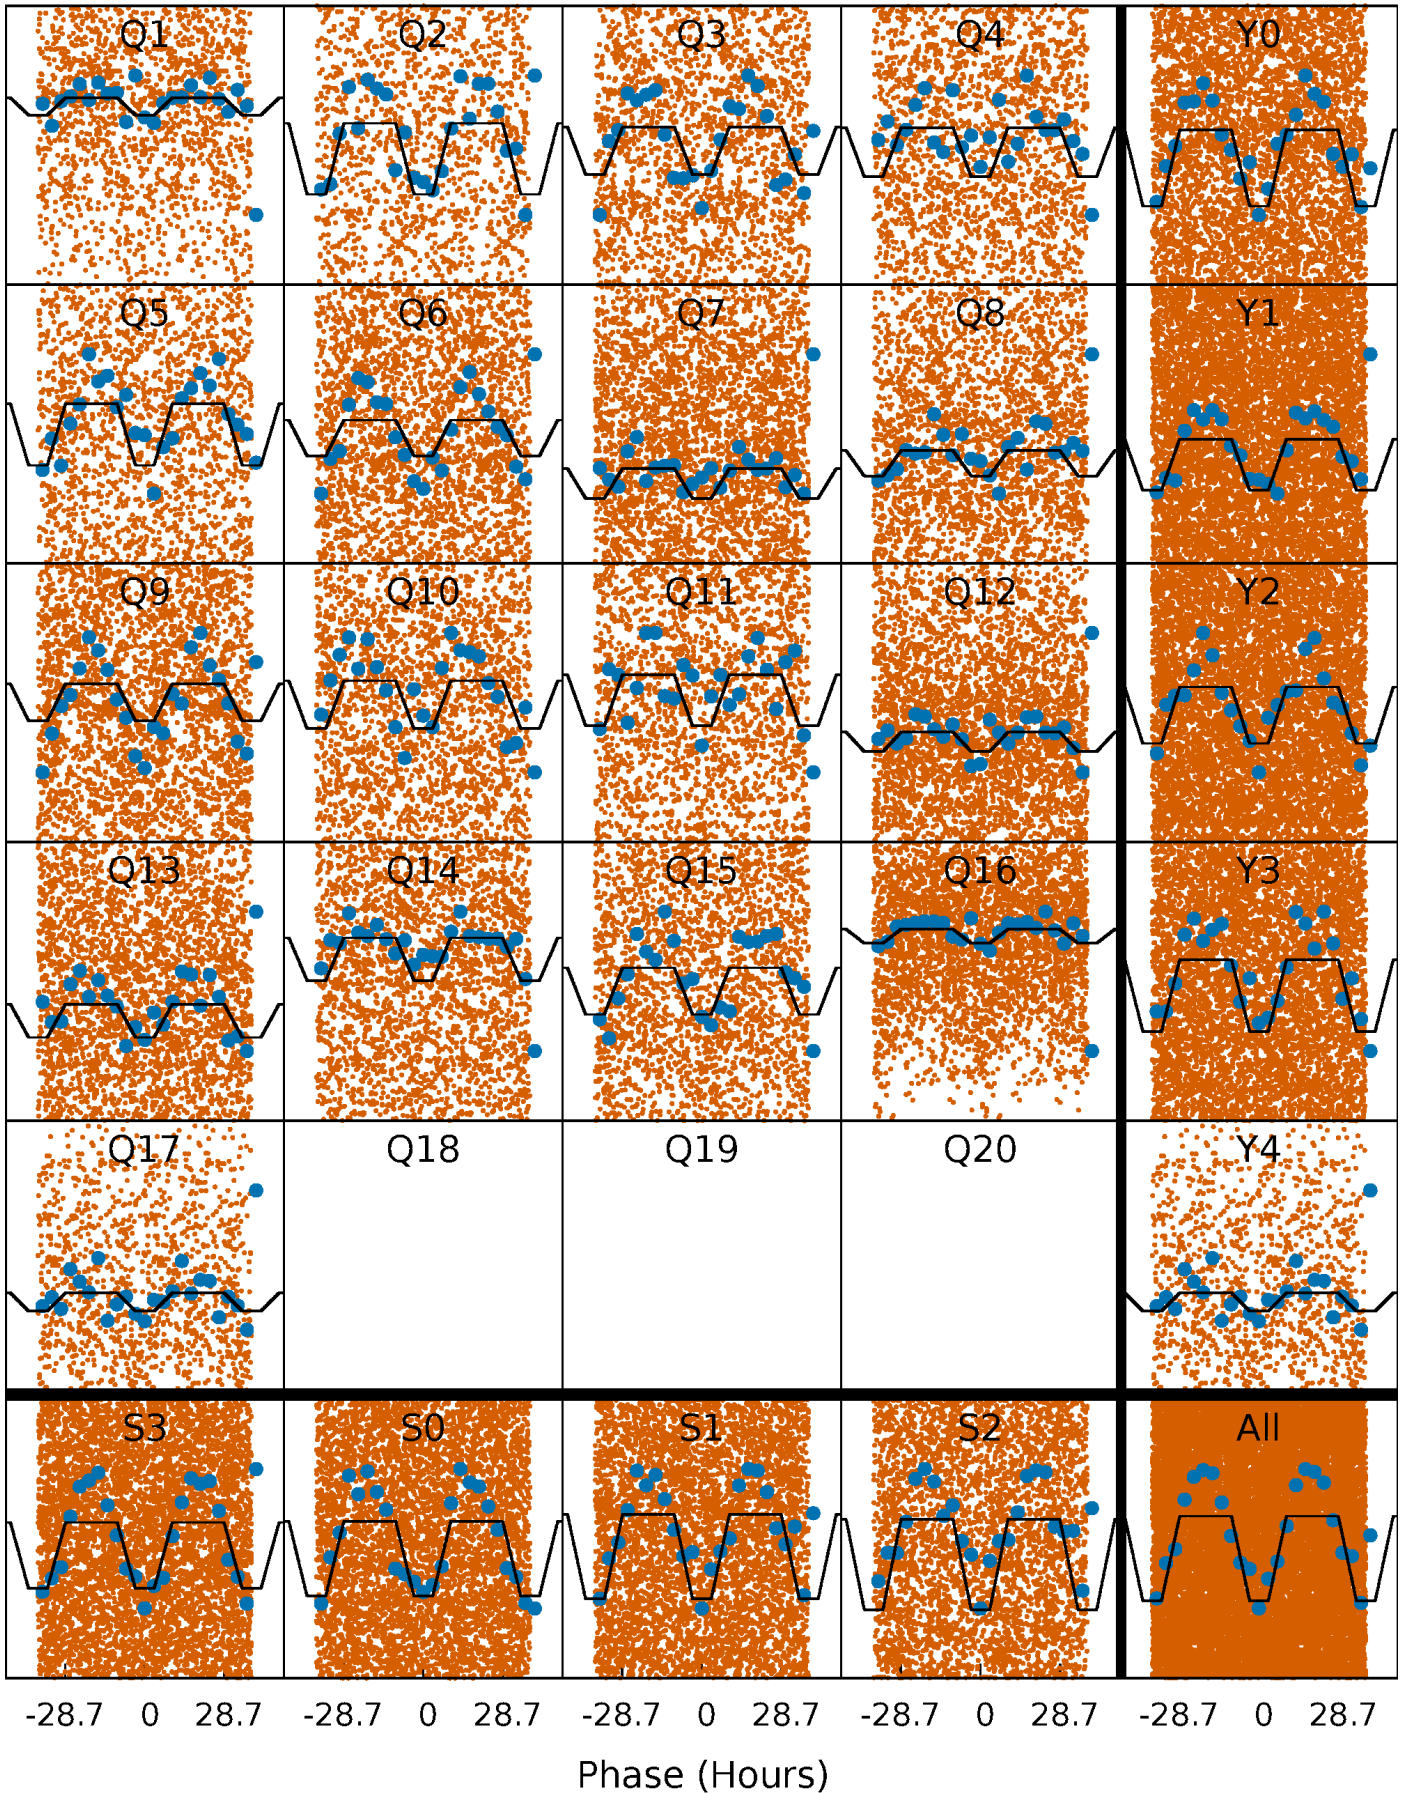 Q1 Q2 Q3 Q4 Y0
Q5 Q6 Q7 Q8 Y1
Q9 Q10 Q11 Q12 Y2
Q13 Q14 Q15 Q16 Y3
Q17 Q18 Q19 Q20 Y4
S3 S0 S1 S2 All
-28.7 0 28.7 -28.7 0 28.7 -28.7 0 28.7 -28.7 0 28.7 -28.7 0 28.7
Phase (Hours)